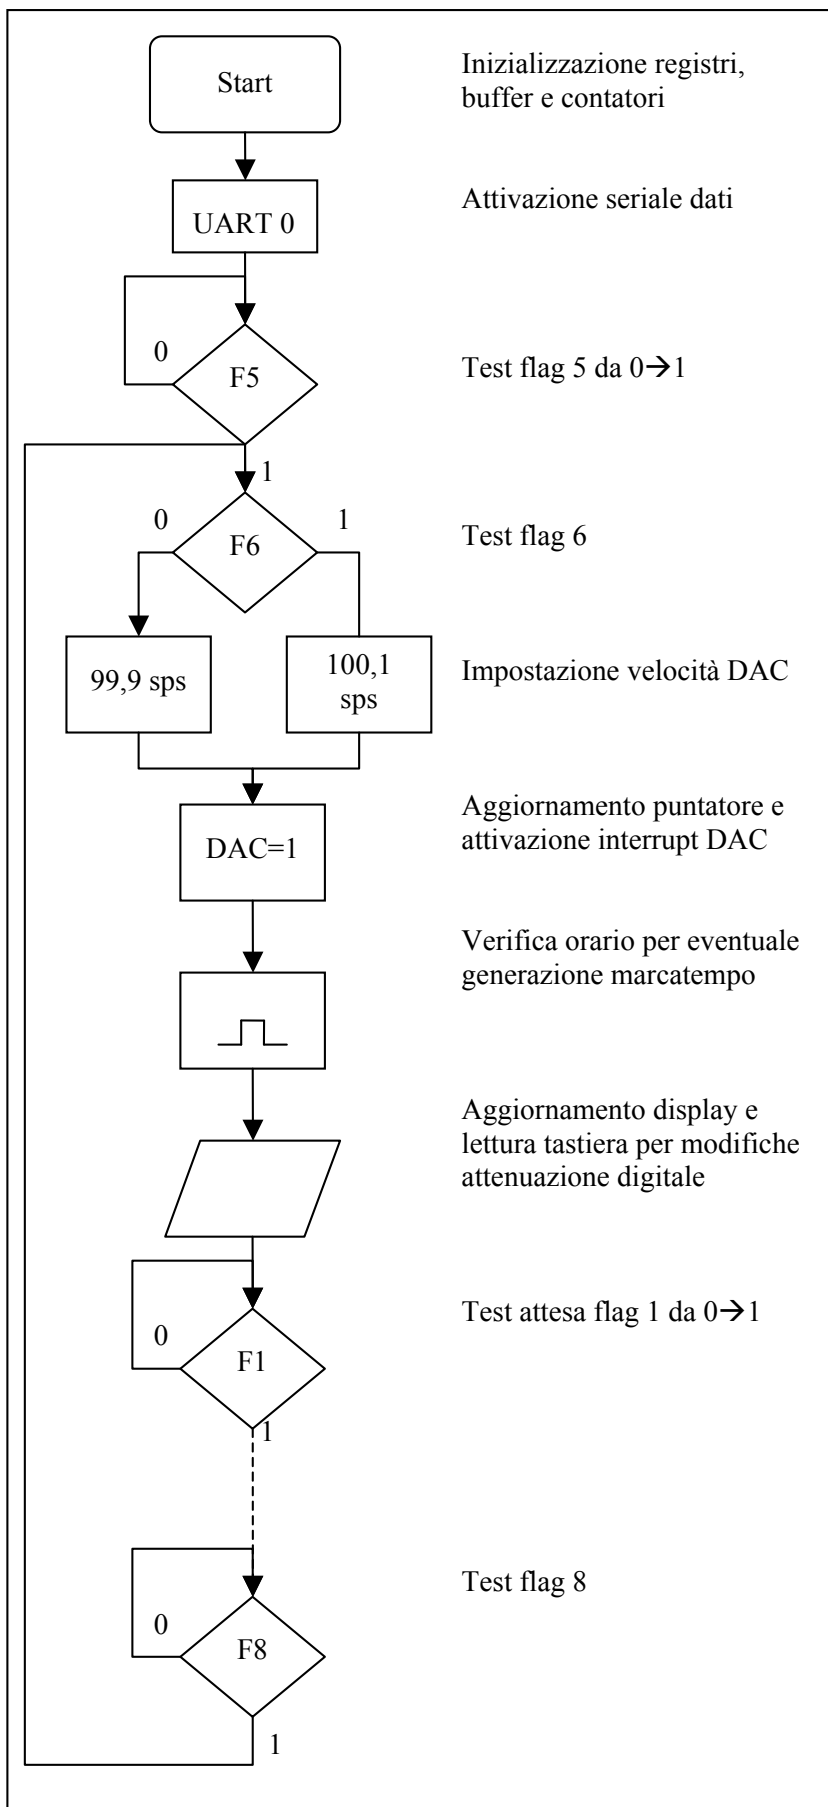 Start
Inizializzazione registri,
buffer e contatori
UART 0
Attivazione seriale dati
0
F5
Test flag 5 da 0→1
1
0
1
F6
Test flag 6
99,9 sps
100,1
sps
Impostazione velocità DAC
DAC=1
Aggiornamento puntatore e
attivazione interrupt DAC
Verifica orario per eventuale
generazione marcatempo
Aggiornamento display e
lettura tastiera per modifiche
attenuazione digitale
0
F1
Test attesa flag 1 da 0→1
1
0
F8
Test flag 8
1